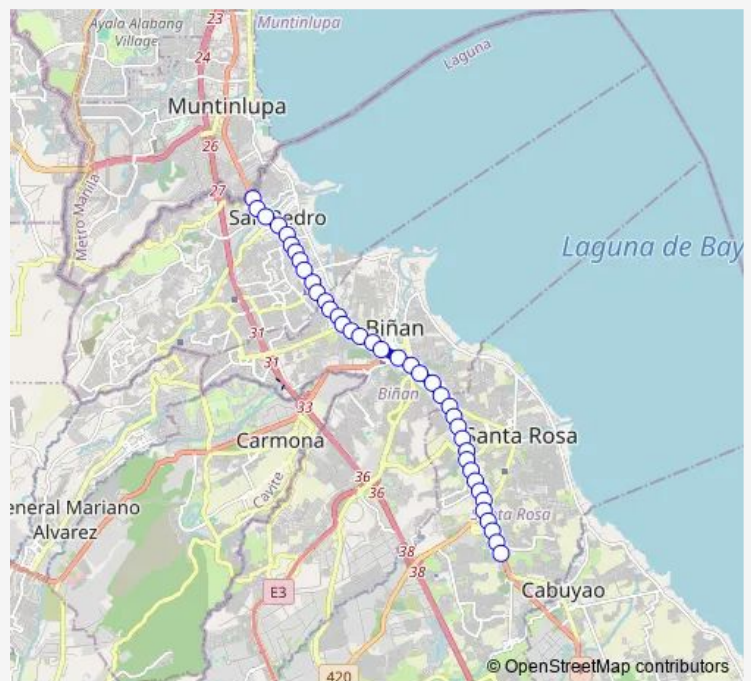 23
Ayala Alabang
Village
Muntinlupa
24
Laguna
Muntinlupa
26
Metro Manila
27
San Pedro
Laguna de Bay
31
Biñan
31
Biñan
33
Carmona
Santa Rosa
Cavite
36
36
eneral Mariano
Alvarez
Santa Rosa
38
38
E3
Cabuyao
420
© OpenStreetMap contributors